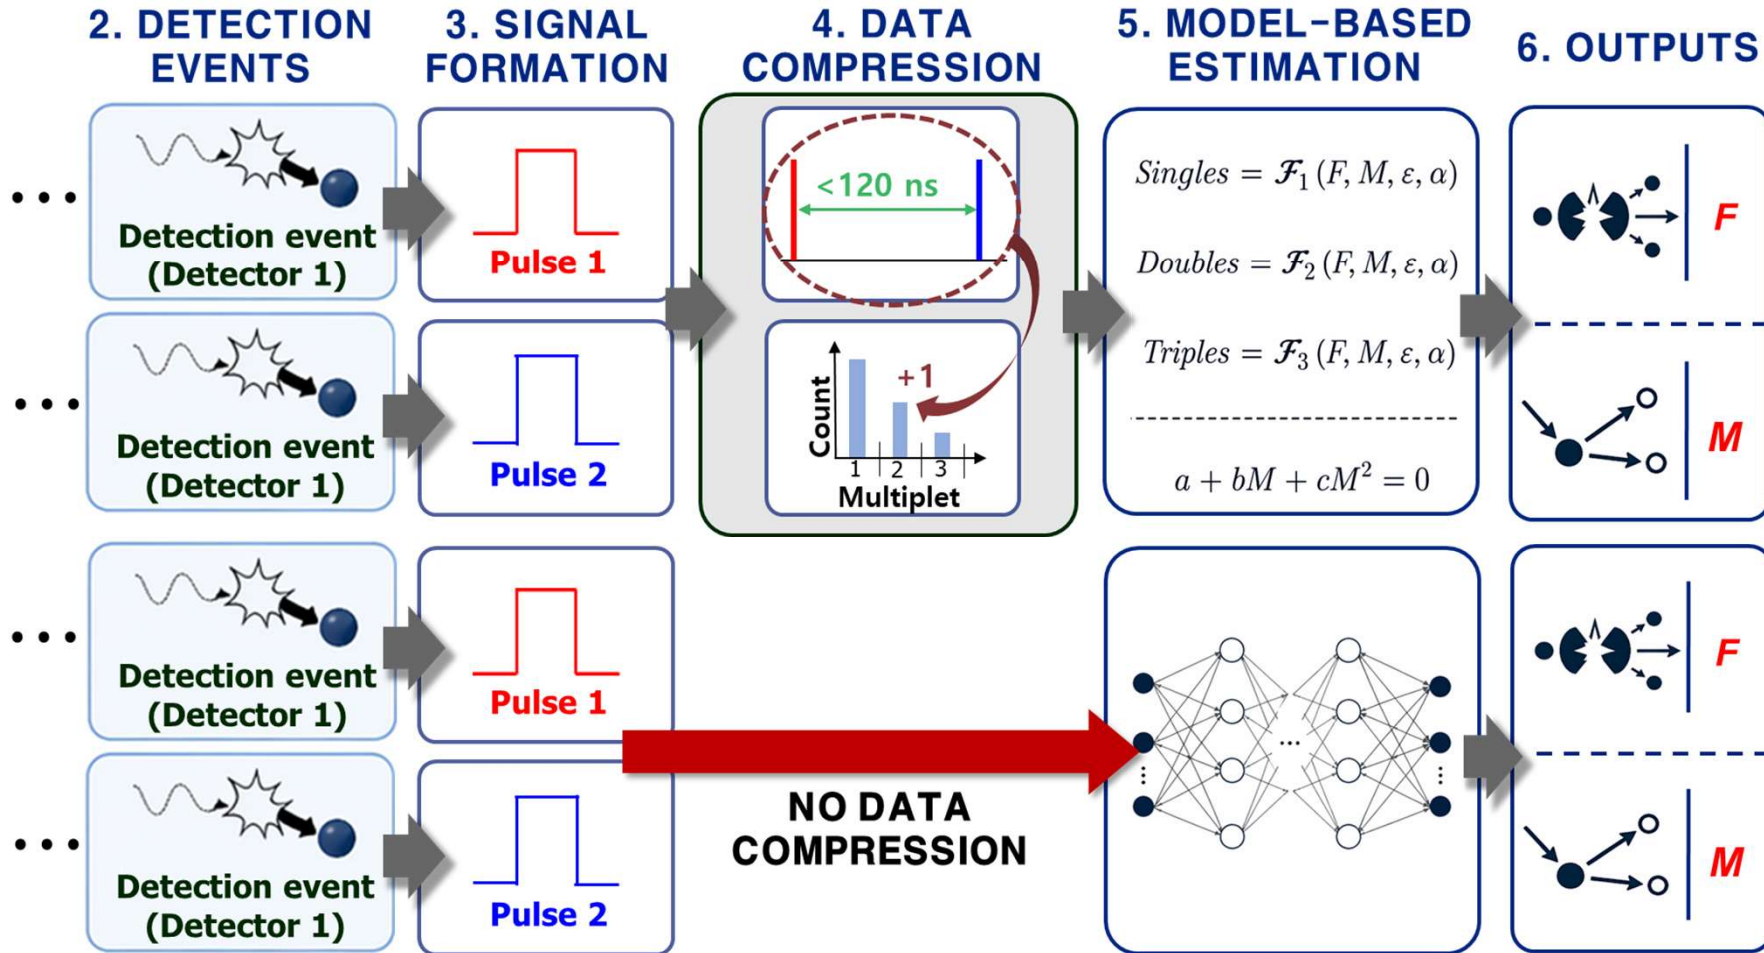 2. DETECTION
EVENTS
3. SIGNAL
FORMATION
4. DATA
COMPRESSION
5. MODEL-BASED
ESTIMATION
6. OUTPUTS
...
Detection event
(Detector 1)
Pulse 1
<120 ns
Singles = 𝓕₁ (F, M, ε, α)
Doubles = 𝓕₂ (F, M, ε, α)
Triples = 𝓕₃ (F, M, ε, α)
a + bM + cM² = 0
F
...
Detection event
(Detector 1)
Pulse 2
Count
+1
1 | 2 | 3 |
Multiplet
M
...
Detection event
(Detector 1)
Pulse 1
F
...
Detection event
(Detector 1)
Pulse 2
NO DATA
COMPRESSION
...
M